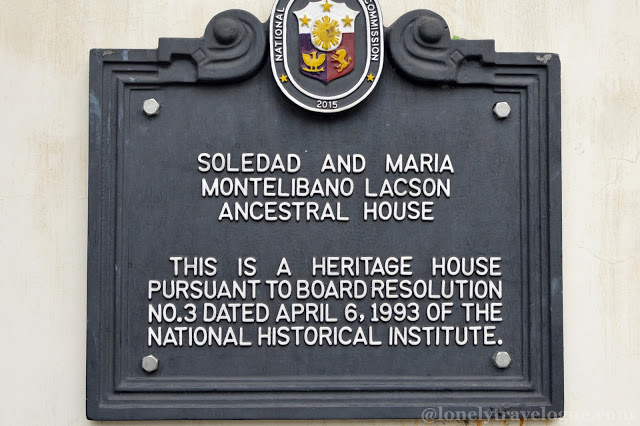 NATIONAL
COMMISSION
2015
SOLEDAD AND MARIA
MONTELIBANO LACSON
ANCESTRAL HOUSE
THIS IS A HERITAGE HOUSE
PURSUANT TO BOARD RESOLUTION
NO.3 DATED APRIL 6, 1993 OF THE
NATIONAL HISTORICAL INSTITUTE.
@lonelytravelogue.com